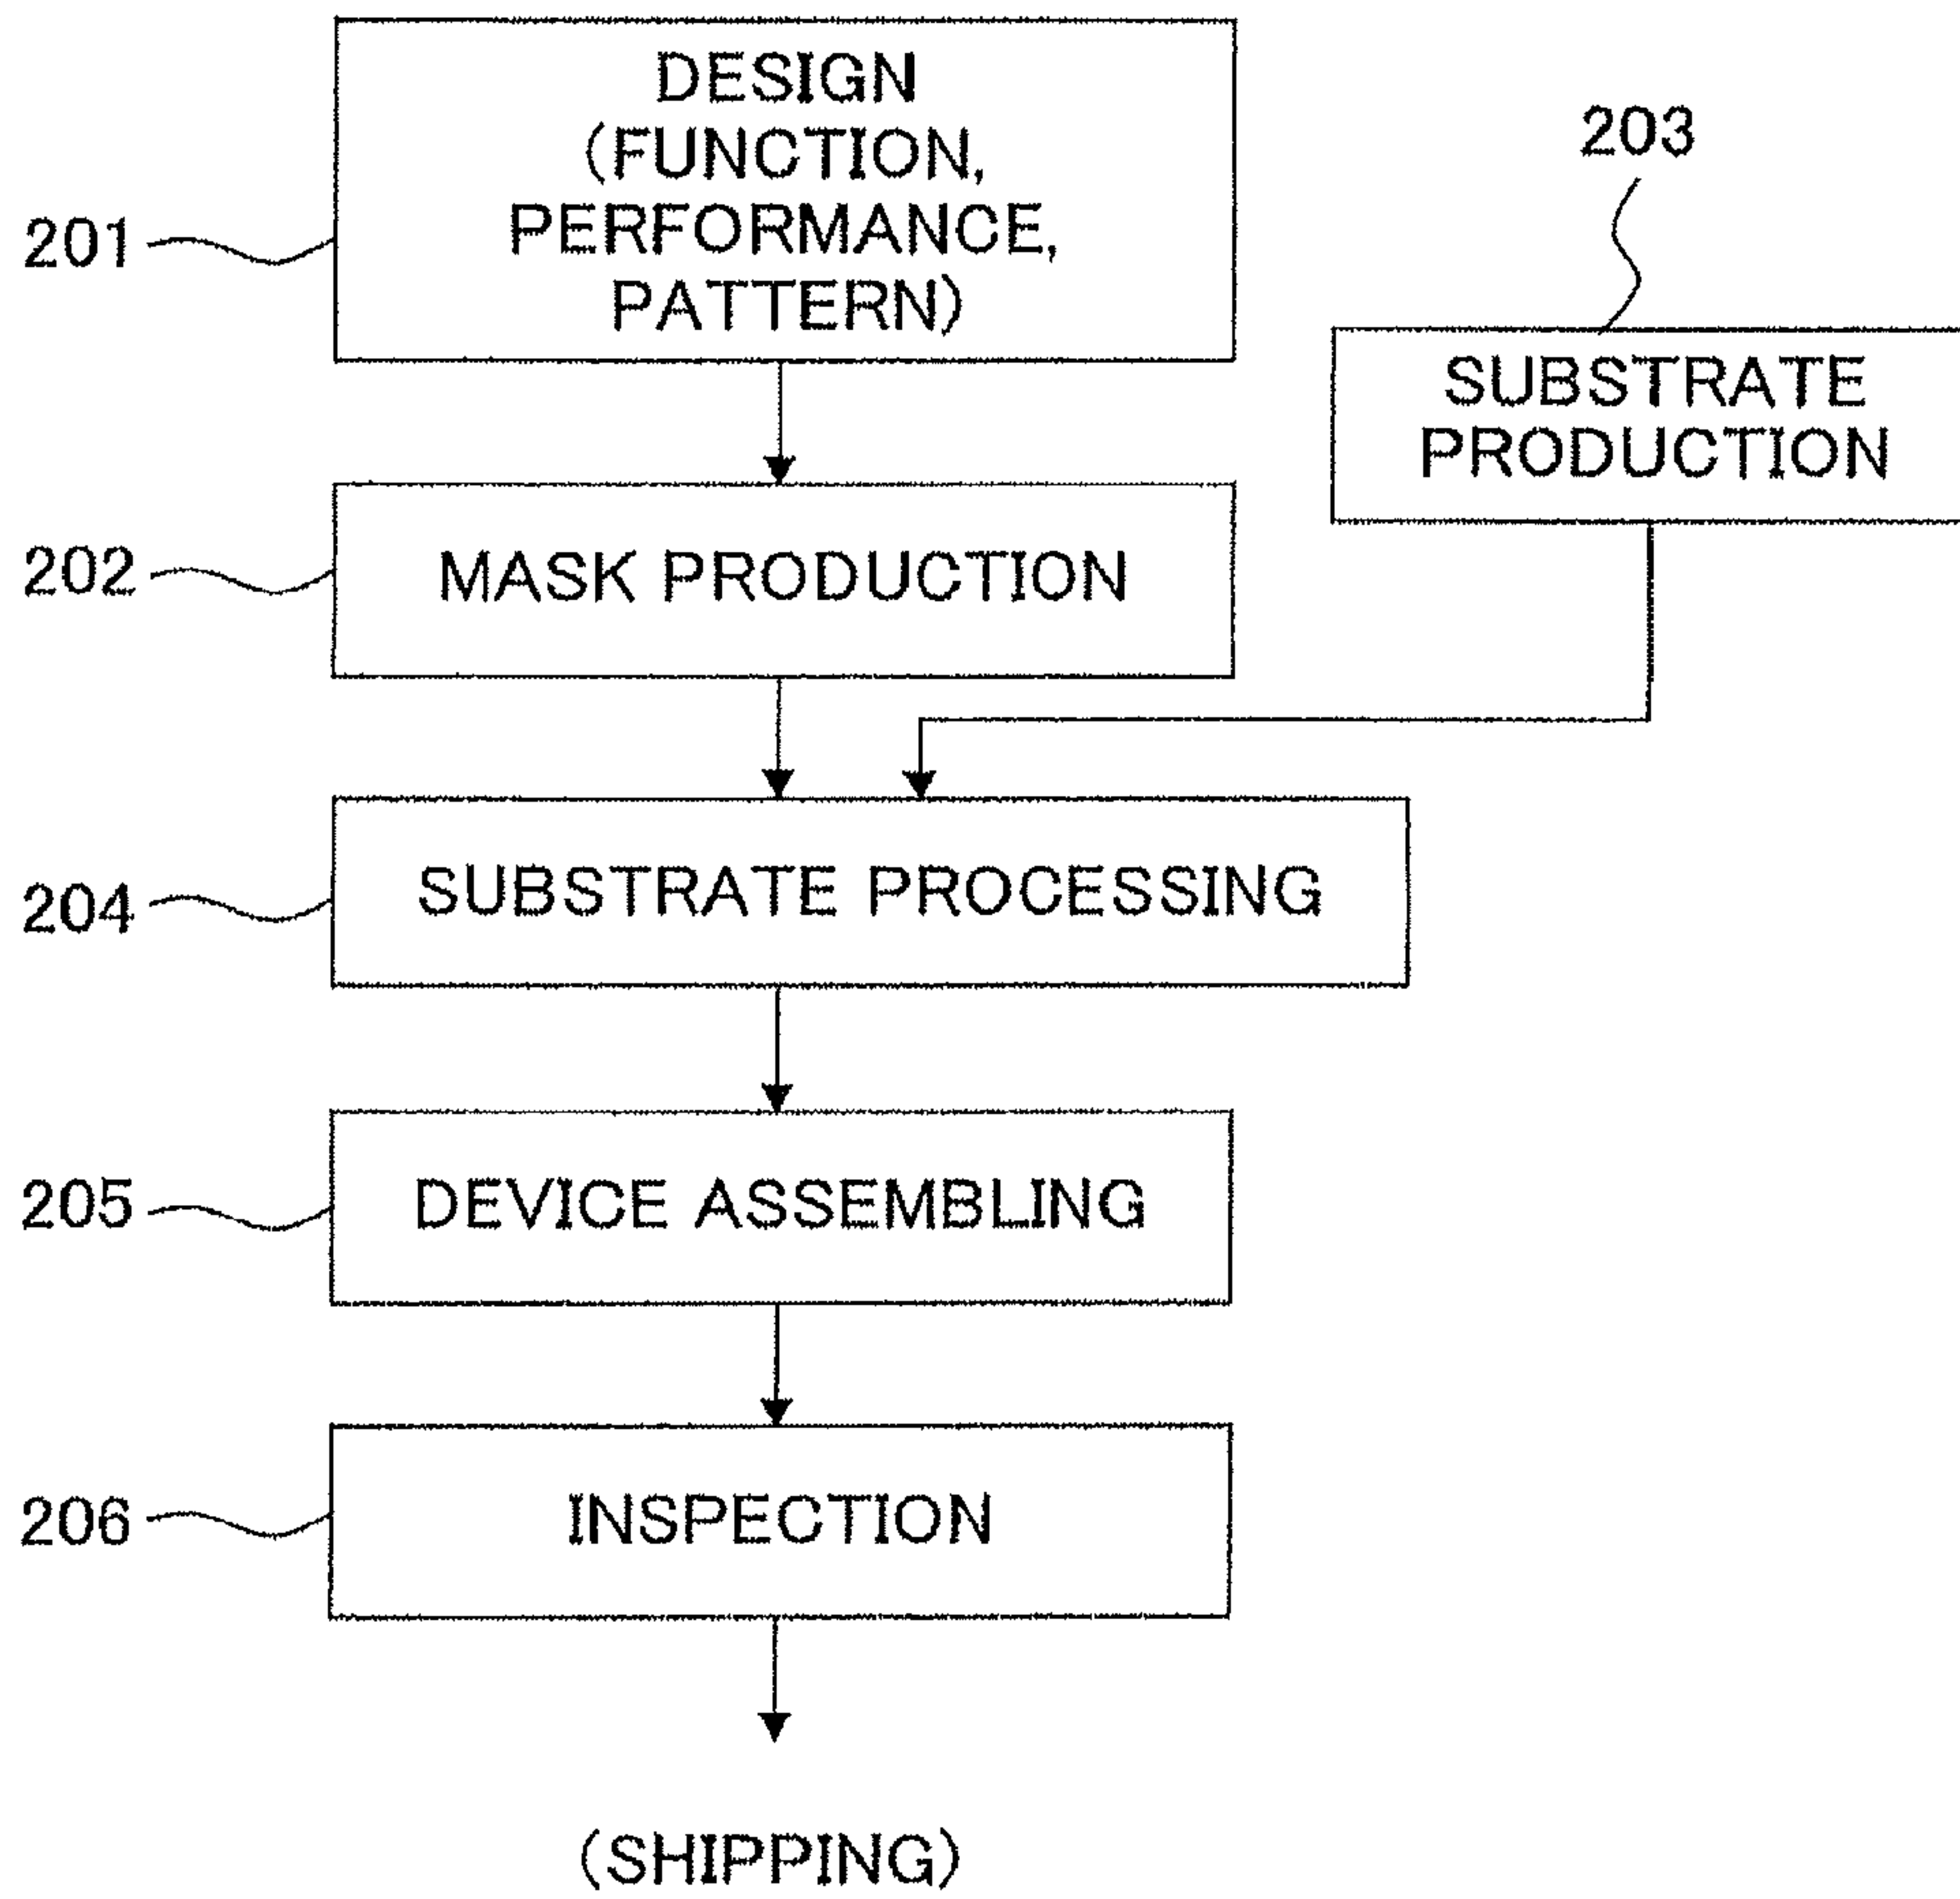 DESIGN
(FUNCTION,
PERFORMANCE,
PATTERN)
201
203
SUBSTRATE
PRODUCTION
202
MASK PRODUCTION
204
SUBSTRATE PROCESSING
205
DEVICE ASSEMBLING
206
INSPECTION
(SHIPPING)